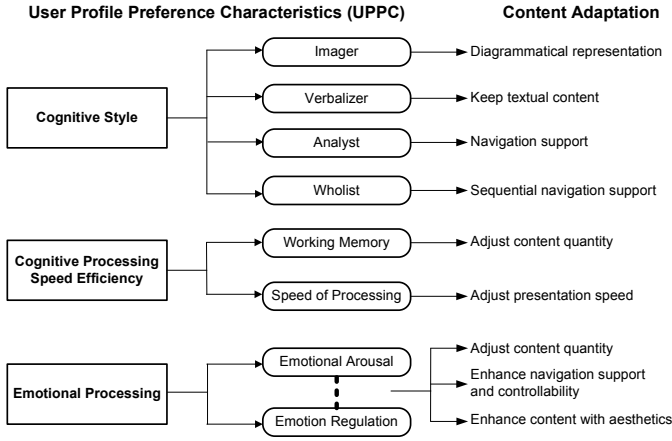 User Profile Preference Characteristics (UPPC)
Content Adaptation
Cognitive Style
Imager
Diagrammatical representation
Verbalizer
Keep textual content
Analyst
Navigation support
Wholist
Sequential navigation support
Cognitive Processing
Speed Efficiency
Working Memory
Adjust content quantity
Speed of Processing
Adjust presentation speed
Emotional Processing
Emotional Arousal
Emotion Regulation
Adjust content quantity
Enhance navigation support
and controllability
Enhance content with aesthetics